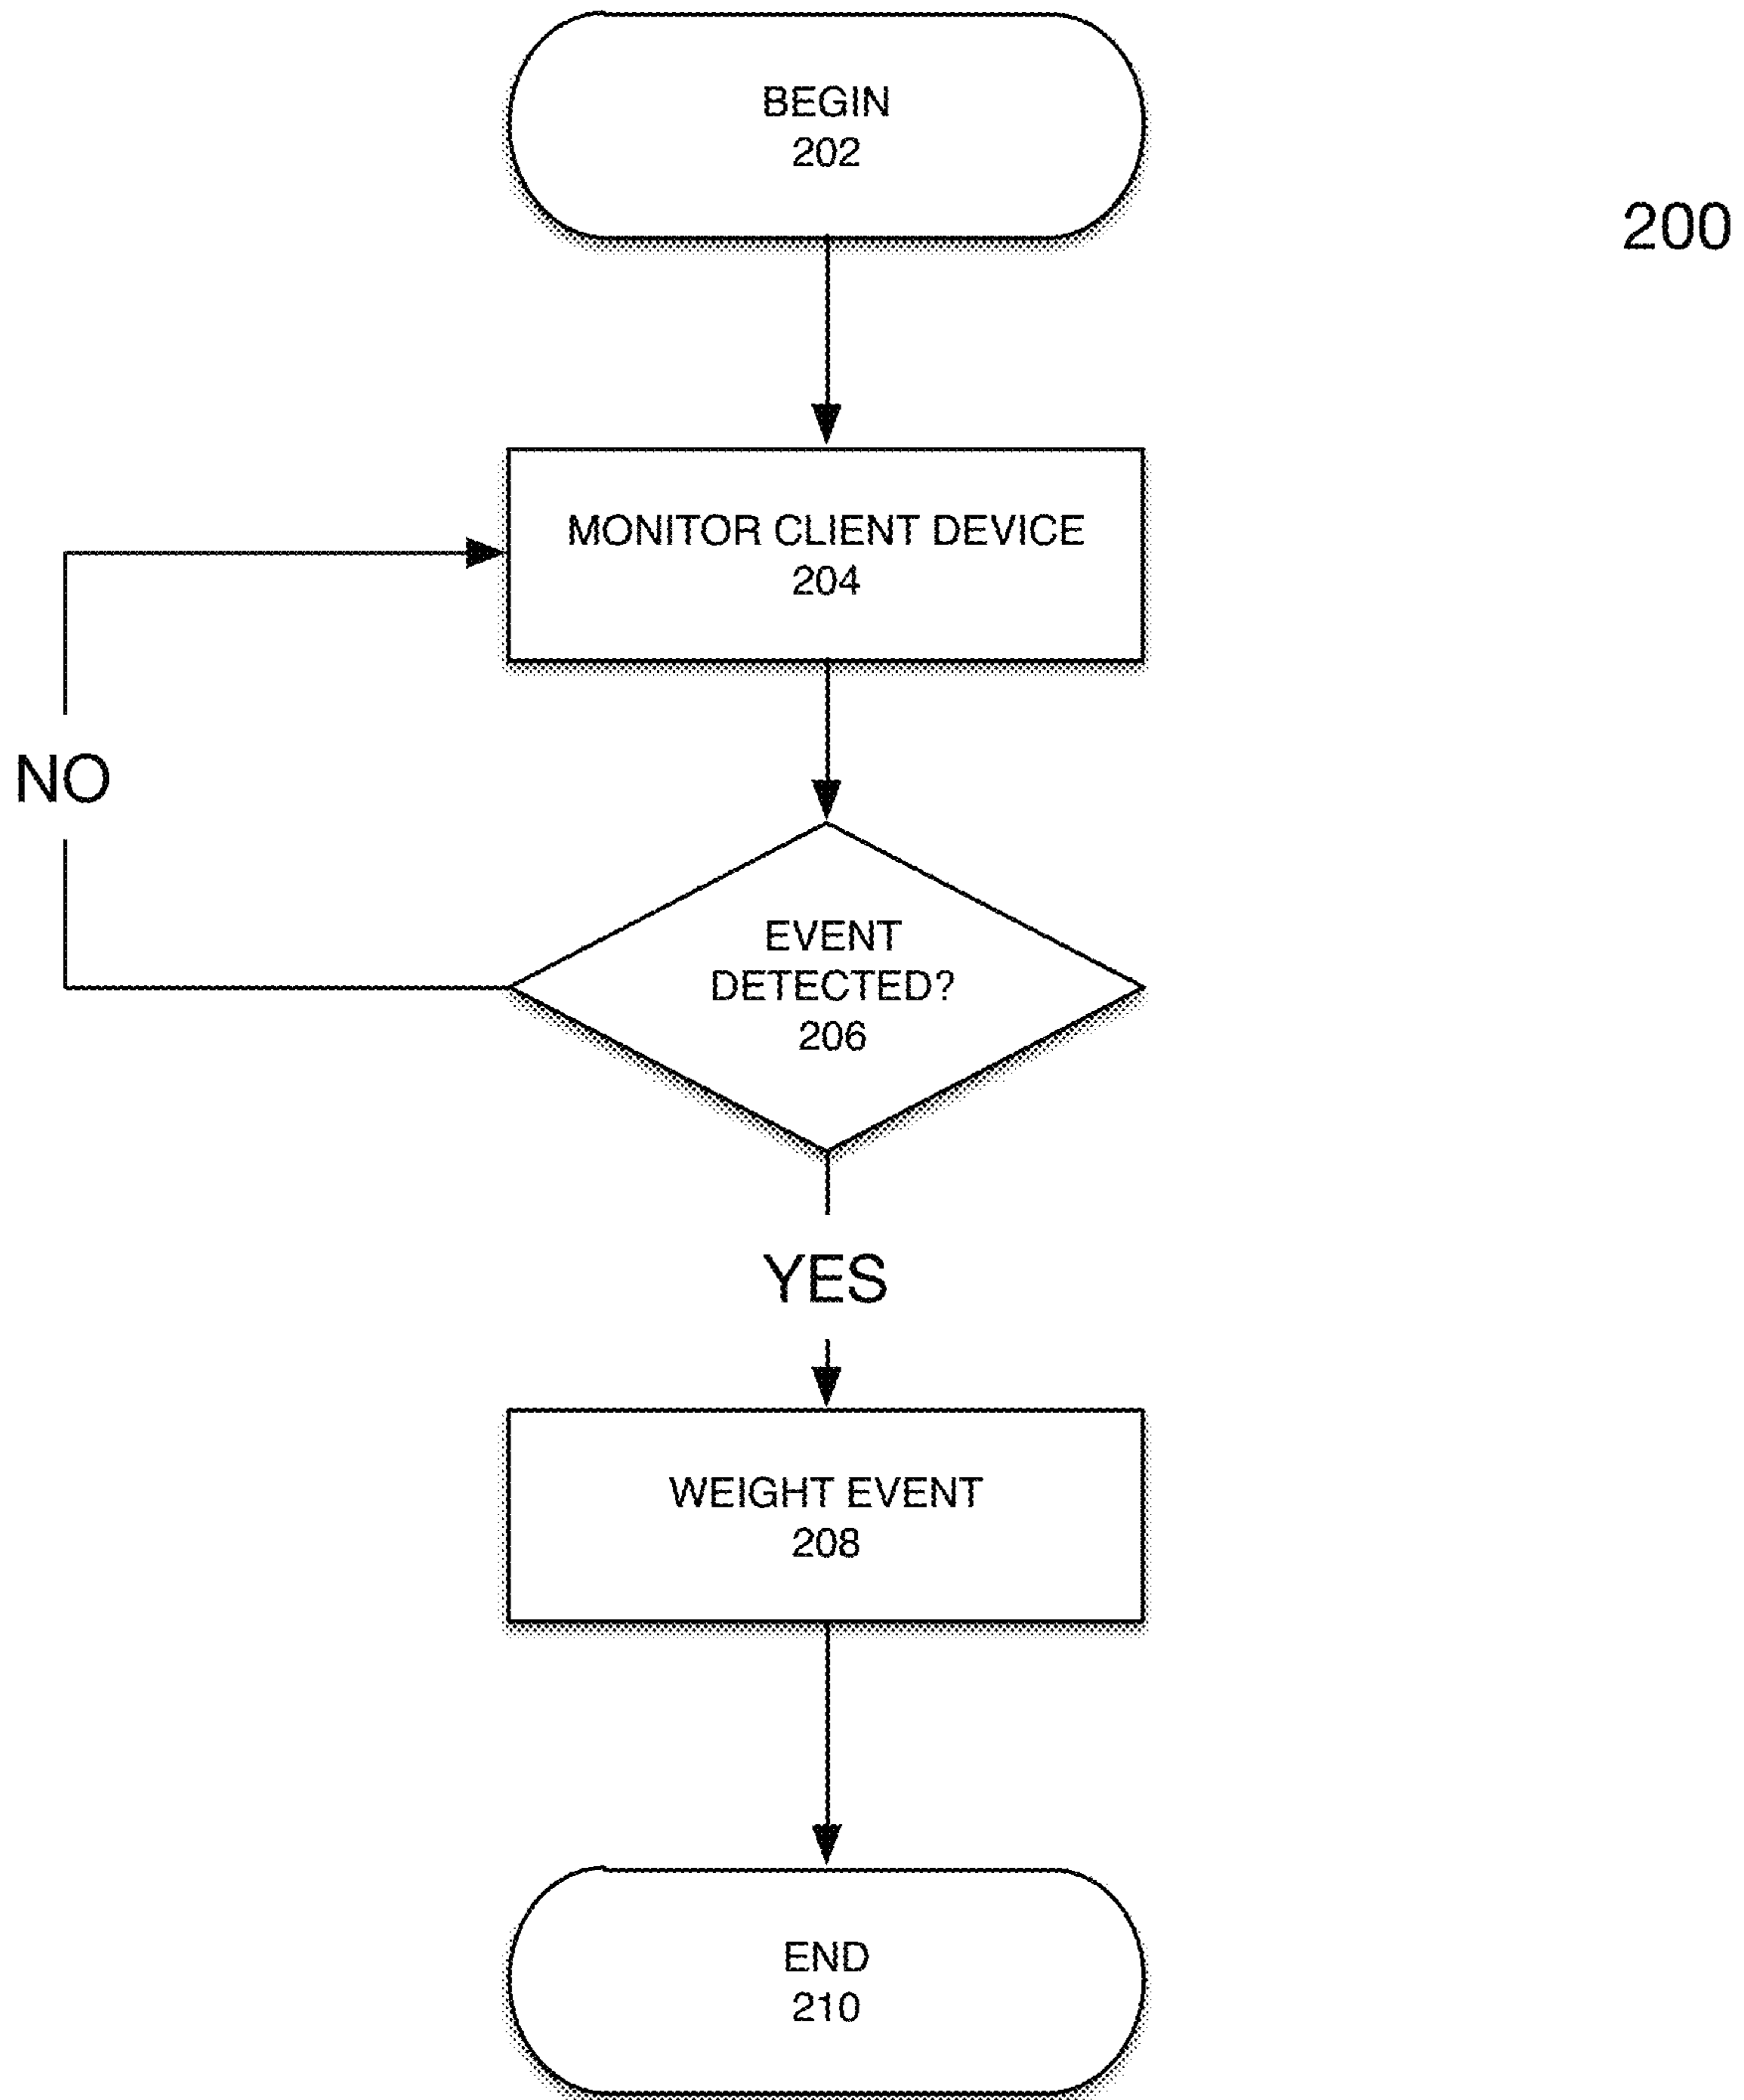 BEGIN
202
200
MONITOR CLIENT DEVICE
204
NO
EVENT
DETECTED?
206
YES
WEIGHT EVENT
208
END
210